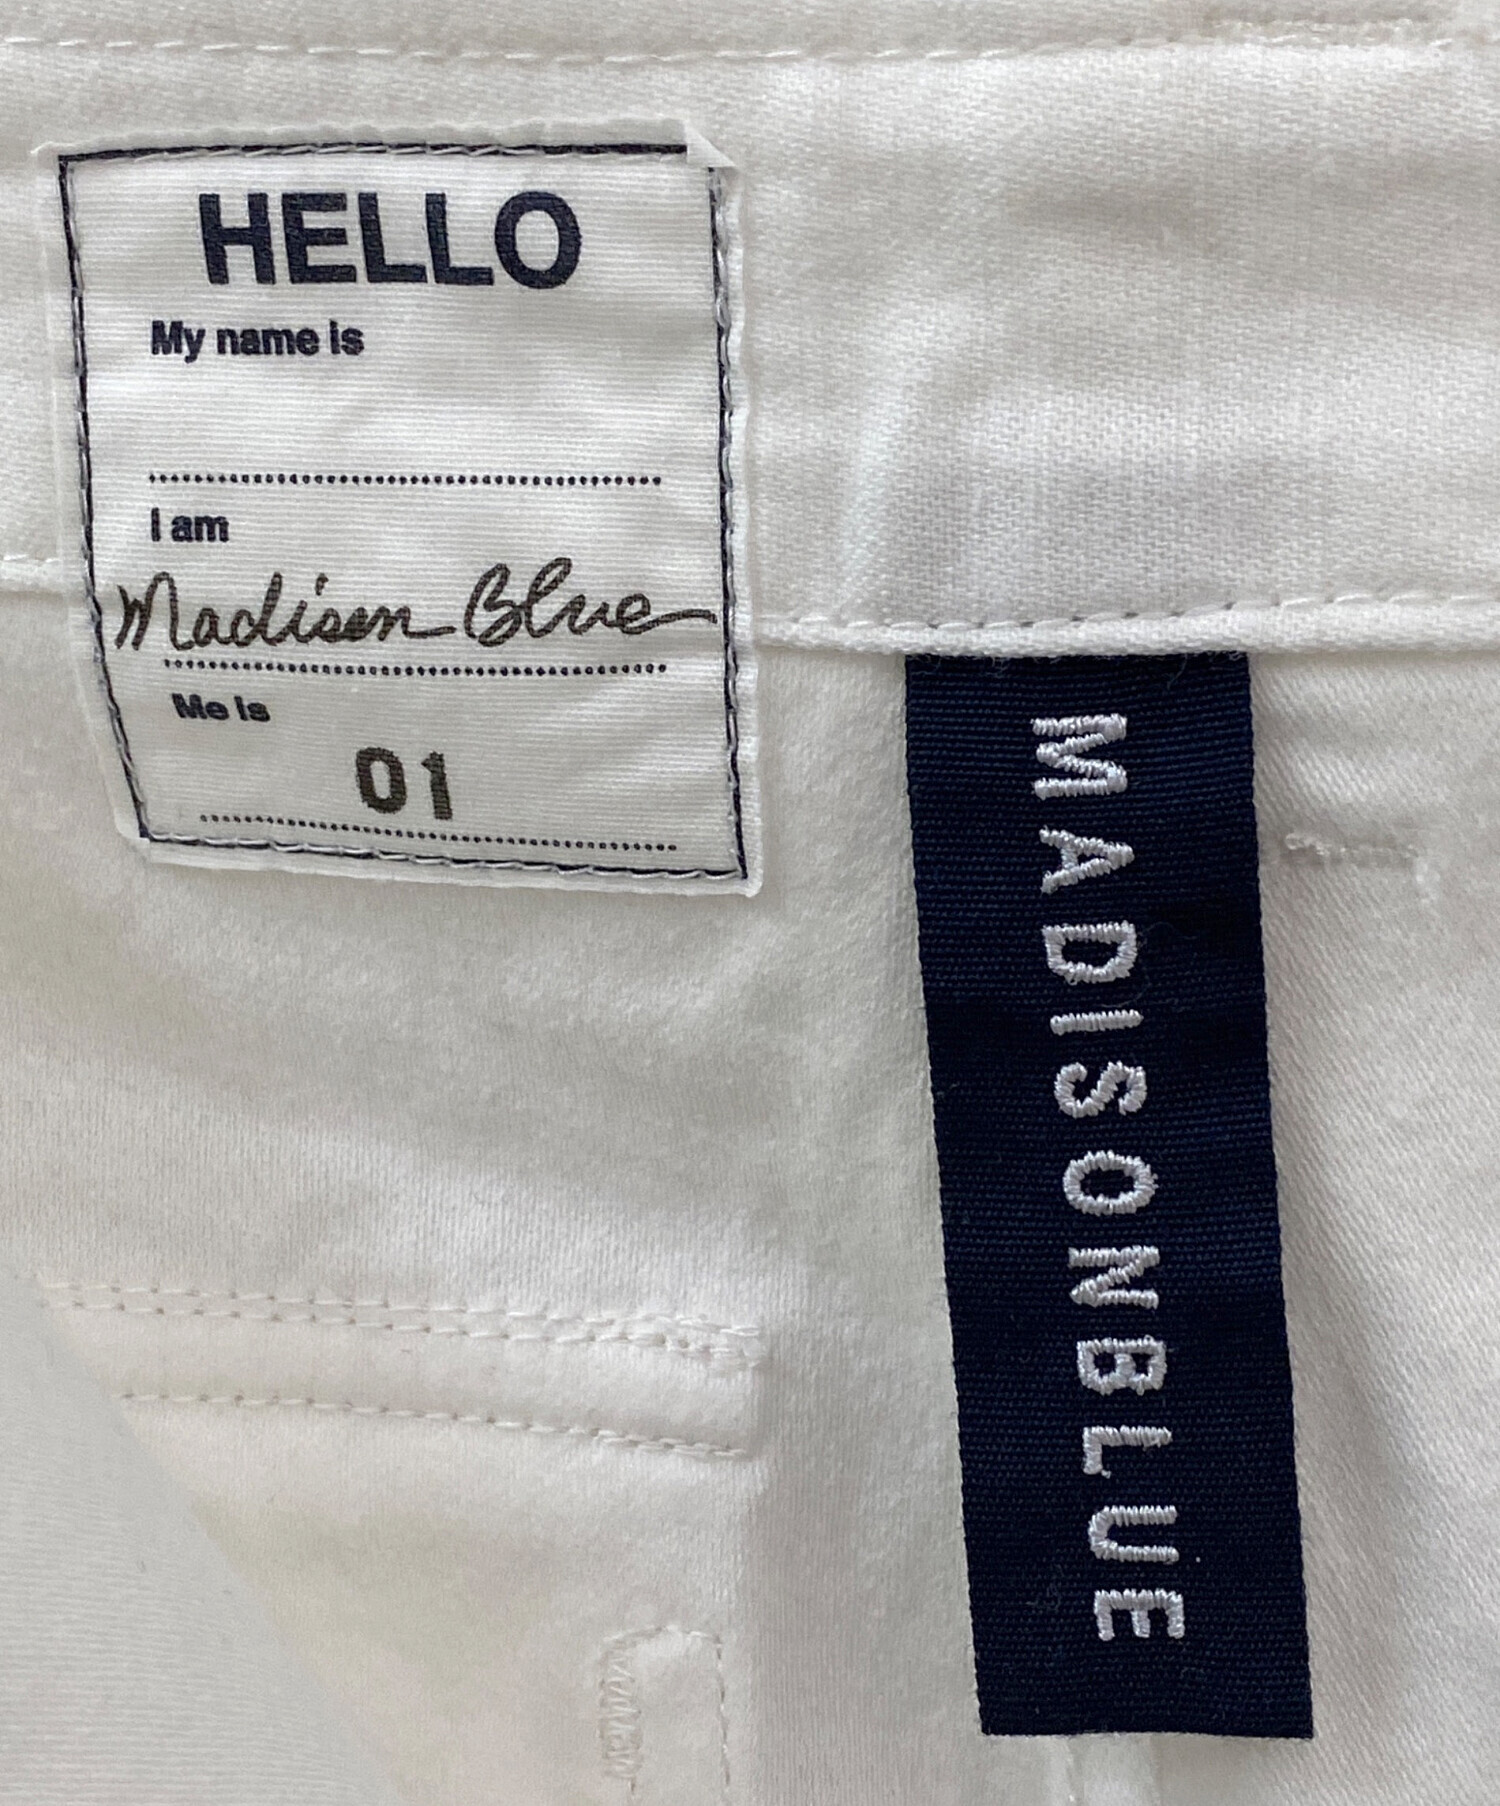 HELLO
My name is
I am
Madison Blue
Me is
01
MADISONBLUE